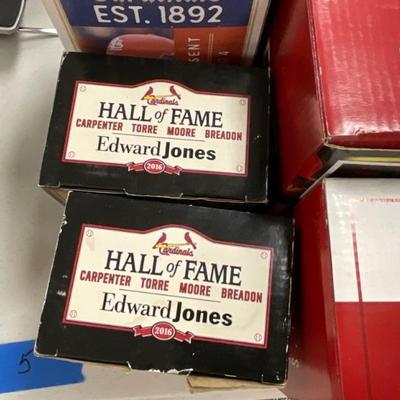 Cardinals
EST. 1892
Cardinals
HALL of FAME
CARPENTER TORRE MOORE BREADON
Edward Jones
2016
Cardinals
HALL of FAME
CARPENTER TORRE MOORE BREADON
Edward Jones
2016
5